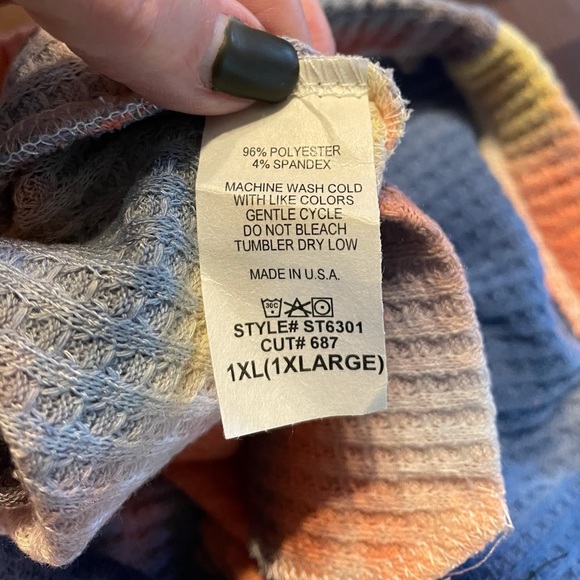 96% POLYESTER
4% SPANDEX
MACHINE WASH COLD
WITH LIKE COLORS
GENTLE CYCLE
DO NOT BLEACH
TUMBLER DRY LOW
MADE IN U.S.A.
30C
STYLE# ST6301
CUT# 687
1XL(1XLARGE)